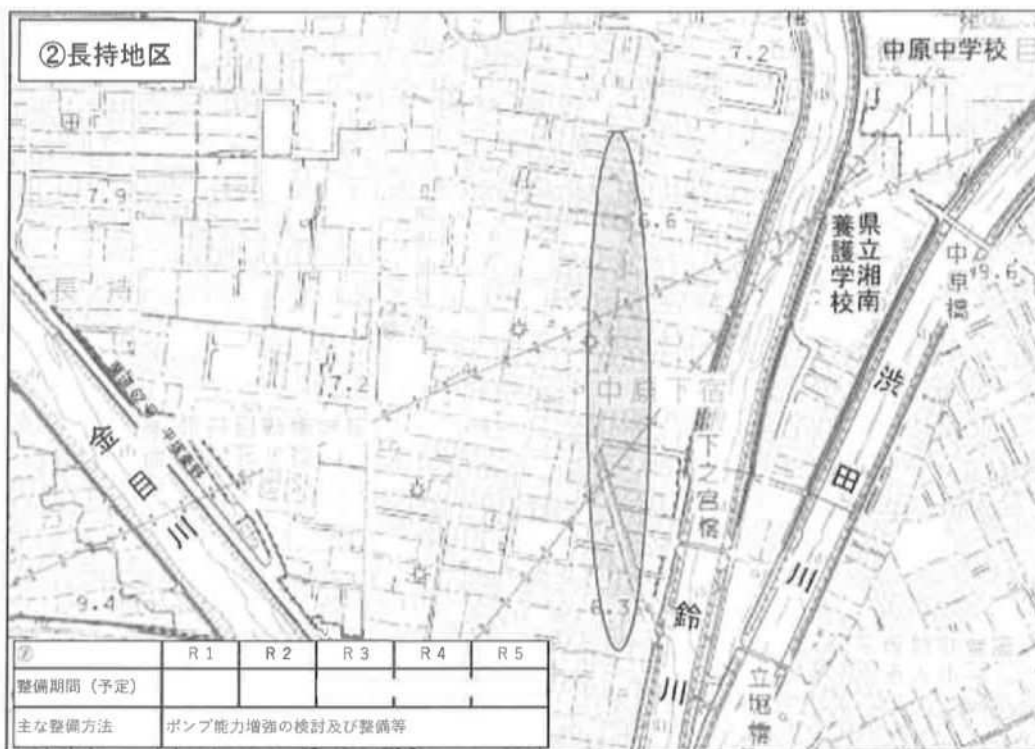 ②長持地区
中原中学校
7.2
7.9
6.6
県立湘南
養護学校
中原橋
9.6
長持
7.2
中原下宿
金目川
下之宮橋
渋田川
鈴川
6.3
9.4
立堀橋
② R1 R2 R3 R4 R5
整備期間（予定）
主な整備方法 ポンプ能力増強の検討及び整備等